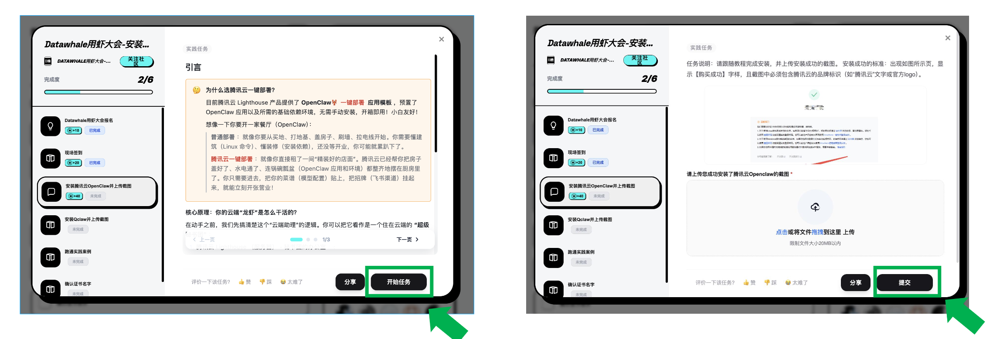 Datawhale用虾大会-安装...
DATAWHALE用虾大会-...
关注社区
完成度
2/6
Datawhale用虾大会报名
+10
已完成
现场签到
+20
已完成
安装腾讯云OpenClaw并上传截图
+40
未完成
安装Qclaw并上传截图
未完成
跑通实践案例
未完成
确认证书名字
未完成
实践任务
引言
为什么选腾讯云一键部署?
目前腾讯云 Lighthouse 产品提供了 OpenClaw🦞 一键部署 应用模板，预置了
OpenClaw 应用以及所需的基础依赖环境，无需手动安装，开箱即用！小白友好！
想像一下你要开一家餐厅（OpenClaw）：
普通部署：就像你要从买地、打地基、盖房子、刷墙、拉电线开始。你需要懂建
筑（Linux 命令）、懂装修（安装依赖），还没等开业，你可能就累趴下了。
腾讯云一键部署：就像你直接租了一间“精装好的店面”。腾讯云已经帮你把房子
盖好了、水电通了、连锅碗瓢盆（OpenClaw 应用和环境）都整齐地摆在厨房里
了。你只需要进去，把你的菜谱（模型配置）贴上，把招牌（飞书渠道）挂起
来，就能立刻开张营业！
核心原理：你的云端“龙虾”是怎么干活的?
在动手之前，我们先搞清楚这个“云端助理”的逻辑。你可以把它看作是一个住在云端的 “超级
上一页
1/3
下一页
评价一下该任务?
👍赞
👎踩
😭太难了
分享
开始任务
Datawhale用虾大会-安装...
DATAWHALE用虾大会-...
关注社区
完成度
2/6
Datawhale用虾大会报名
+10
已完成
现场签到
+20
已完成
安装腾讯云OpenClaw并上传截图
+40
未完成
安装Qclaw并上传截图
未完成
跑通实践案例
未完成
确认证书名字
未完成
实践任务
任务说明：请跟随教程完成安装，并上传安装成功的截图。 安装成功的标准：出现如图所示页，显
示【购买成功】字样，且截图中必须包含腾讯云的品牌标识（如“腾讯云”文字或官方logo）。
请上传您成功安装了腾讯云Openclaw的截图 *
点击或将文件拖拽到这里 上传
限制文件大小20MB以内
评价一下该任务?
👍赞
👎踩
😭太难了
分享
提交